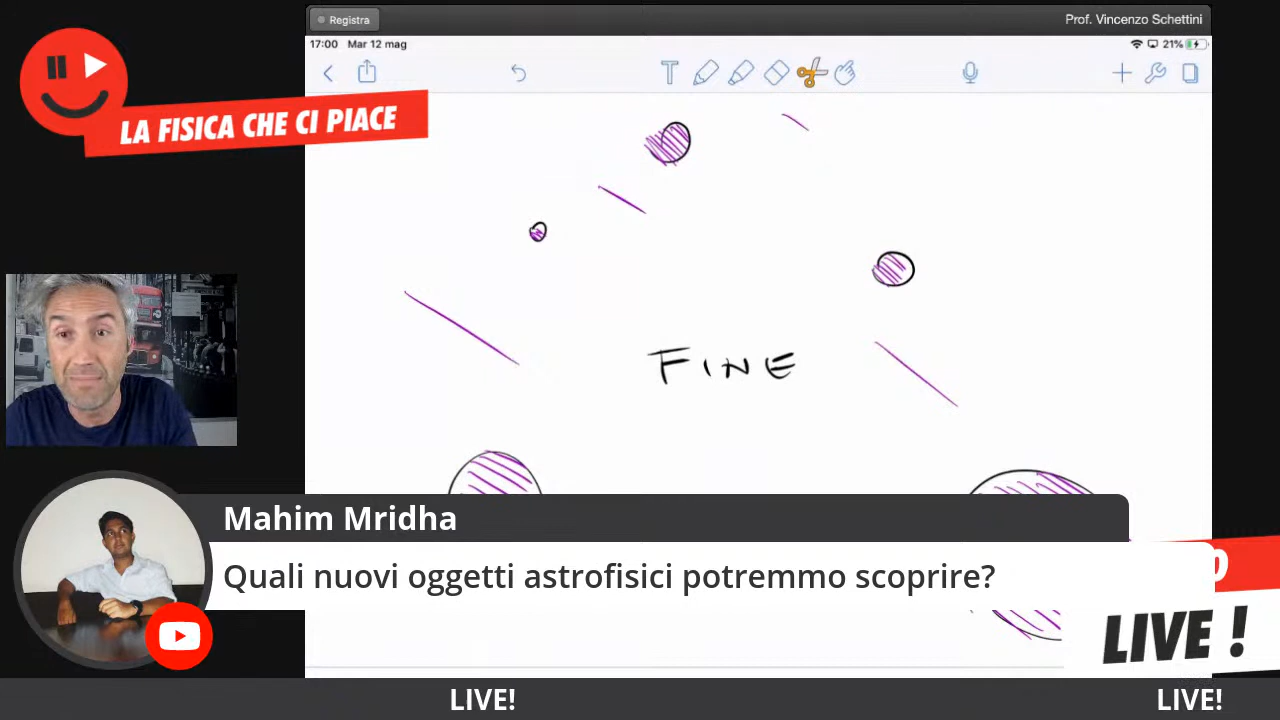 Registra
Prof. Vincenzo Schettini
17:00 Mar 12 mag
21%
T
LA FISICA CHE CI PIACE
FINE
Mahim Mridha
Quali nuovi oggetti astrofisici potremmo scoprire?
LIVE !
LIVE!
LIVE!